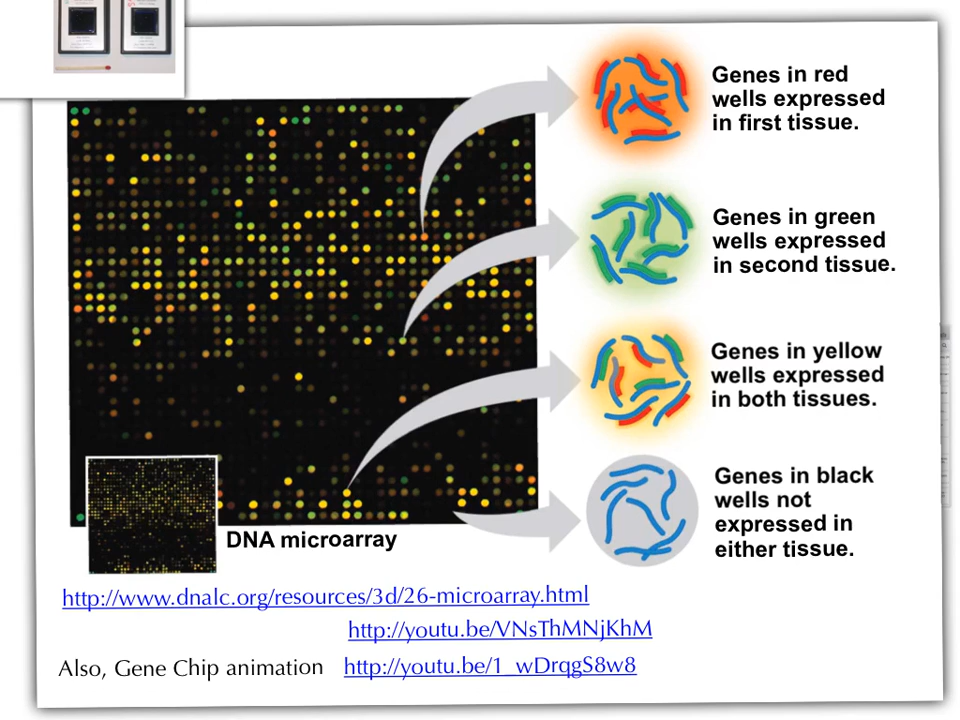 Genes in red
wells expressed
in first tissue.
Genes in green
wells expressed
in second tissue.
Genes in yellow
wells expressed
in both tissues.
Genes in black
wells not
expressed in
either tissue.
DNA microarray
http://www.dnalc.org/resources/3d/26-microarray.html
http://youtu.be/VNsThMNjKhM
Also, Gene Chip animation http://youtu.be/1_wDrqgS8w8